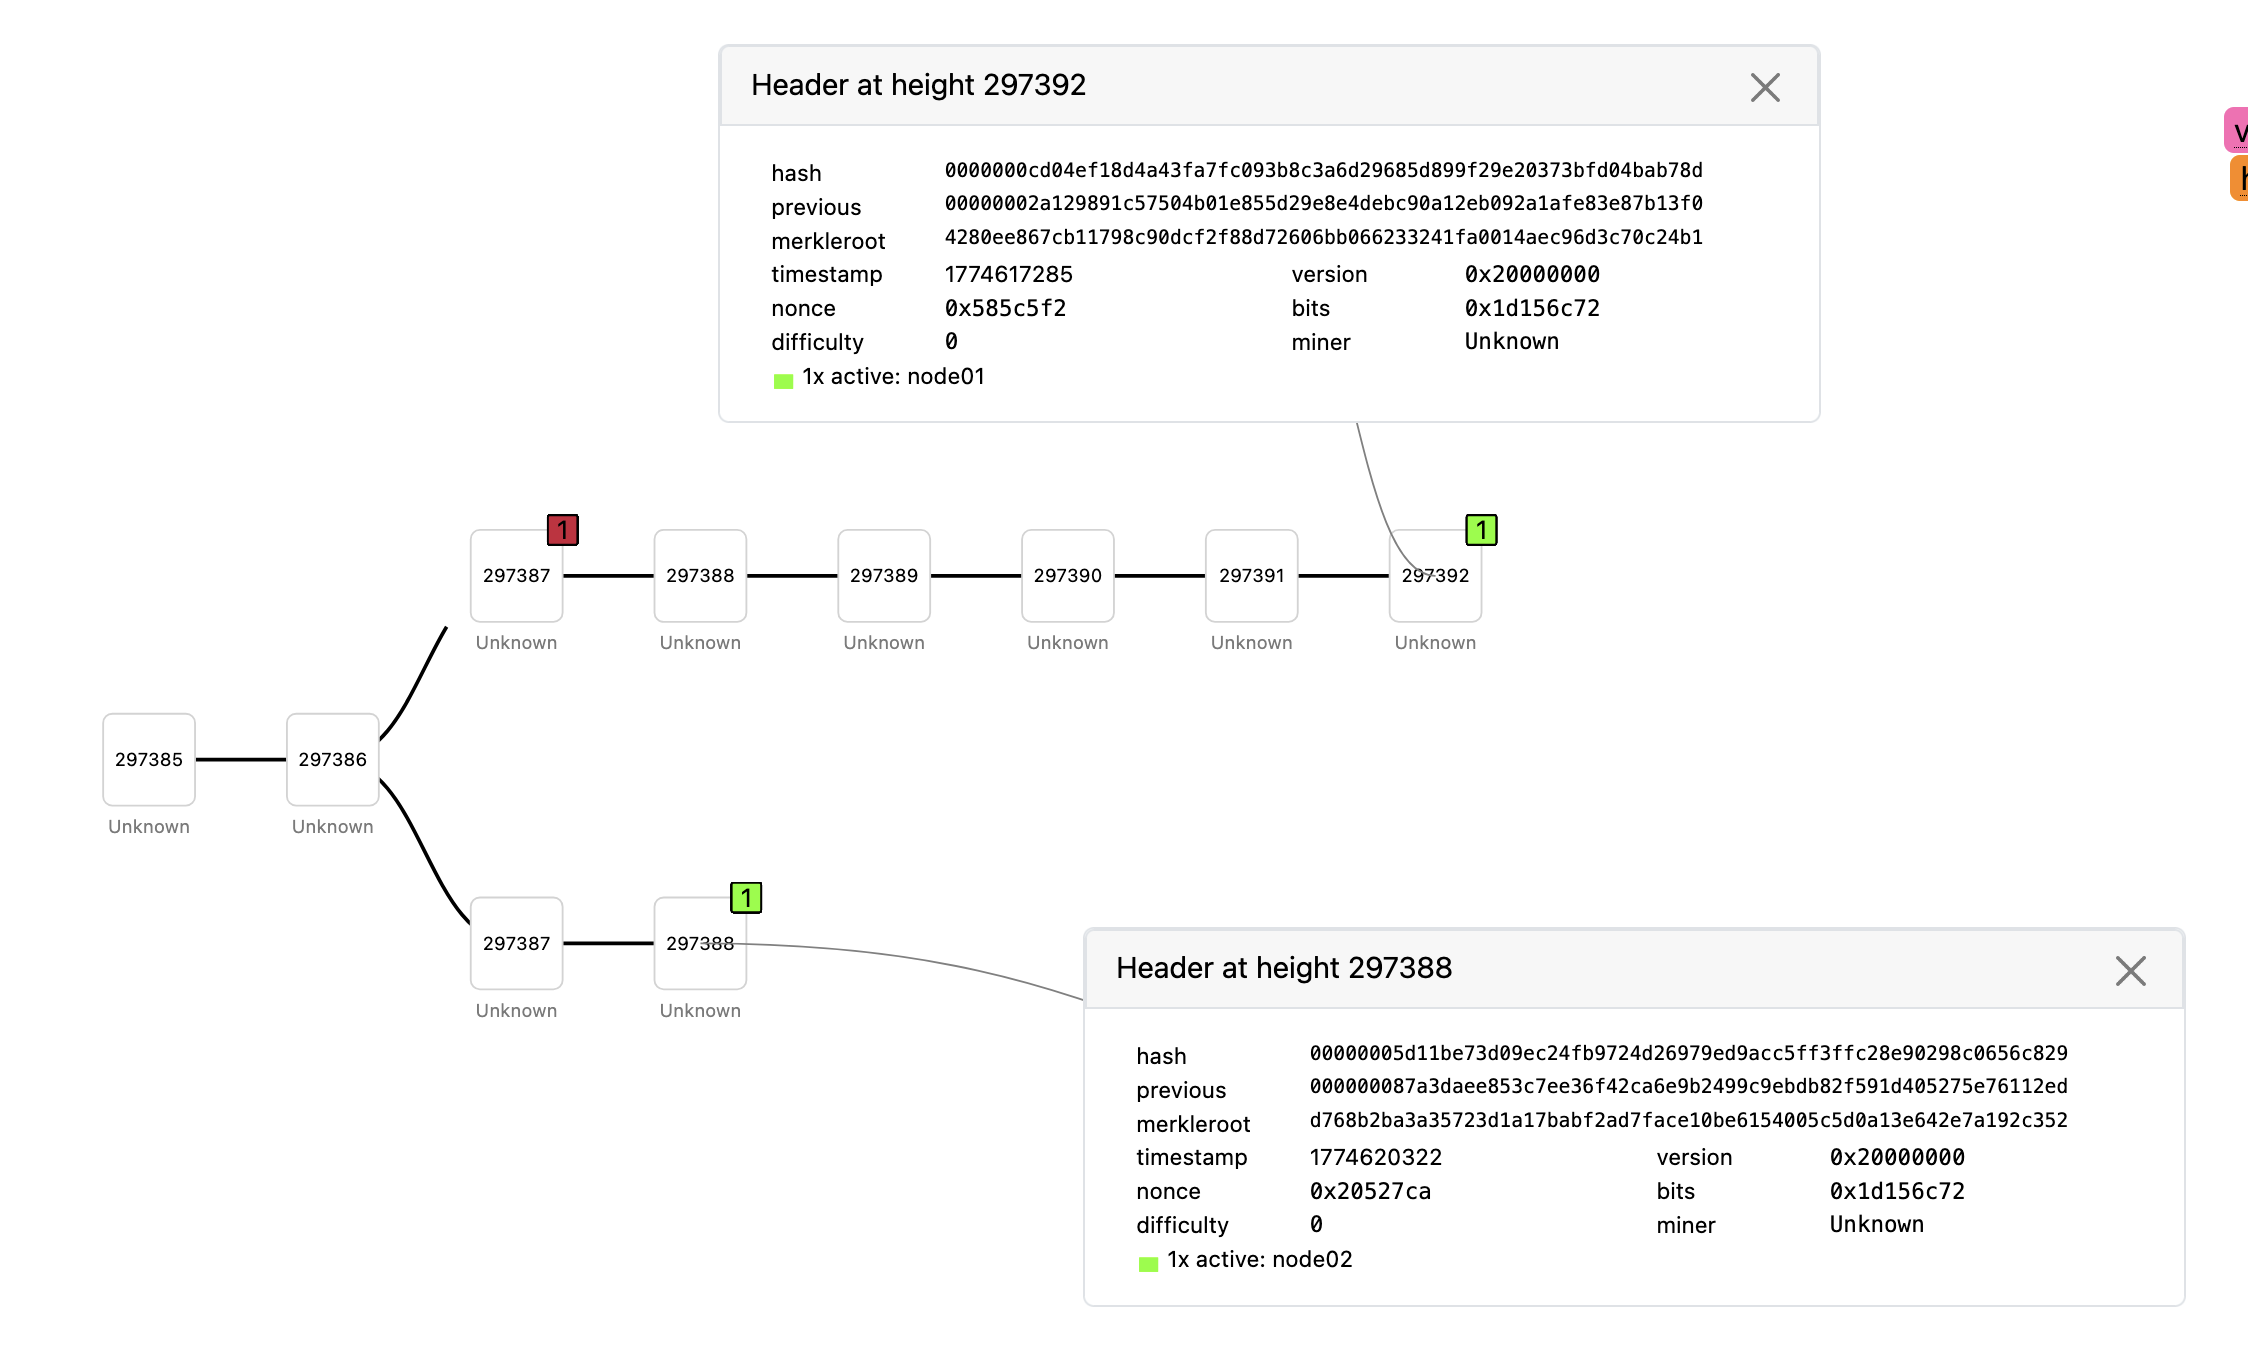 Header at height 297392
hash 0000000cd04ef18d4a43fa7fc093b8c3a6d29685d899f29e20373bfd04bab78d
previous 00000002a129891c57504b01e855d29e8e4debc90a12eb092a1afe83e87b13f0
merkleroot 4280ee867cb11798c90dcf2f88d72606bb066233241fa0014aec96d3c70c24b1
timestamp 1774617285 version 0x20000000
nonce 0x585c5f2 bits 0x1d156c72
difficulty 0 miner Unknown
1x active: node01
1 1
297387 297388 297389 297390 297391 297392
Unknown Unknown Unknown Unknown Unknown Unknown
297385 297386
Unknown Unknown
1
297387 297388
Unknown Unknown
Header at height 297388
hash 00000005d11be73d09ec24fb9724d26979ed9acc5ff3ffc28e90298c0656c829
previous 000000087a3daee853c7ee36f42ca6e9b2499c9ebdb82f591d405275e76112ed
merkleroot d768b2ba3a35723d1a17babf2ad7face10be6154005c5d0a13e642e7a192c352
timestamp 1774620322 version 0x20000000
nonce 0x20527ca bits 0x1d156c72
difficulty 0 miner Unknown
1x active: node02